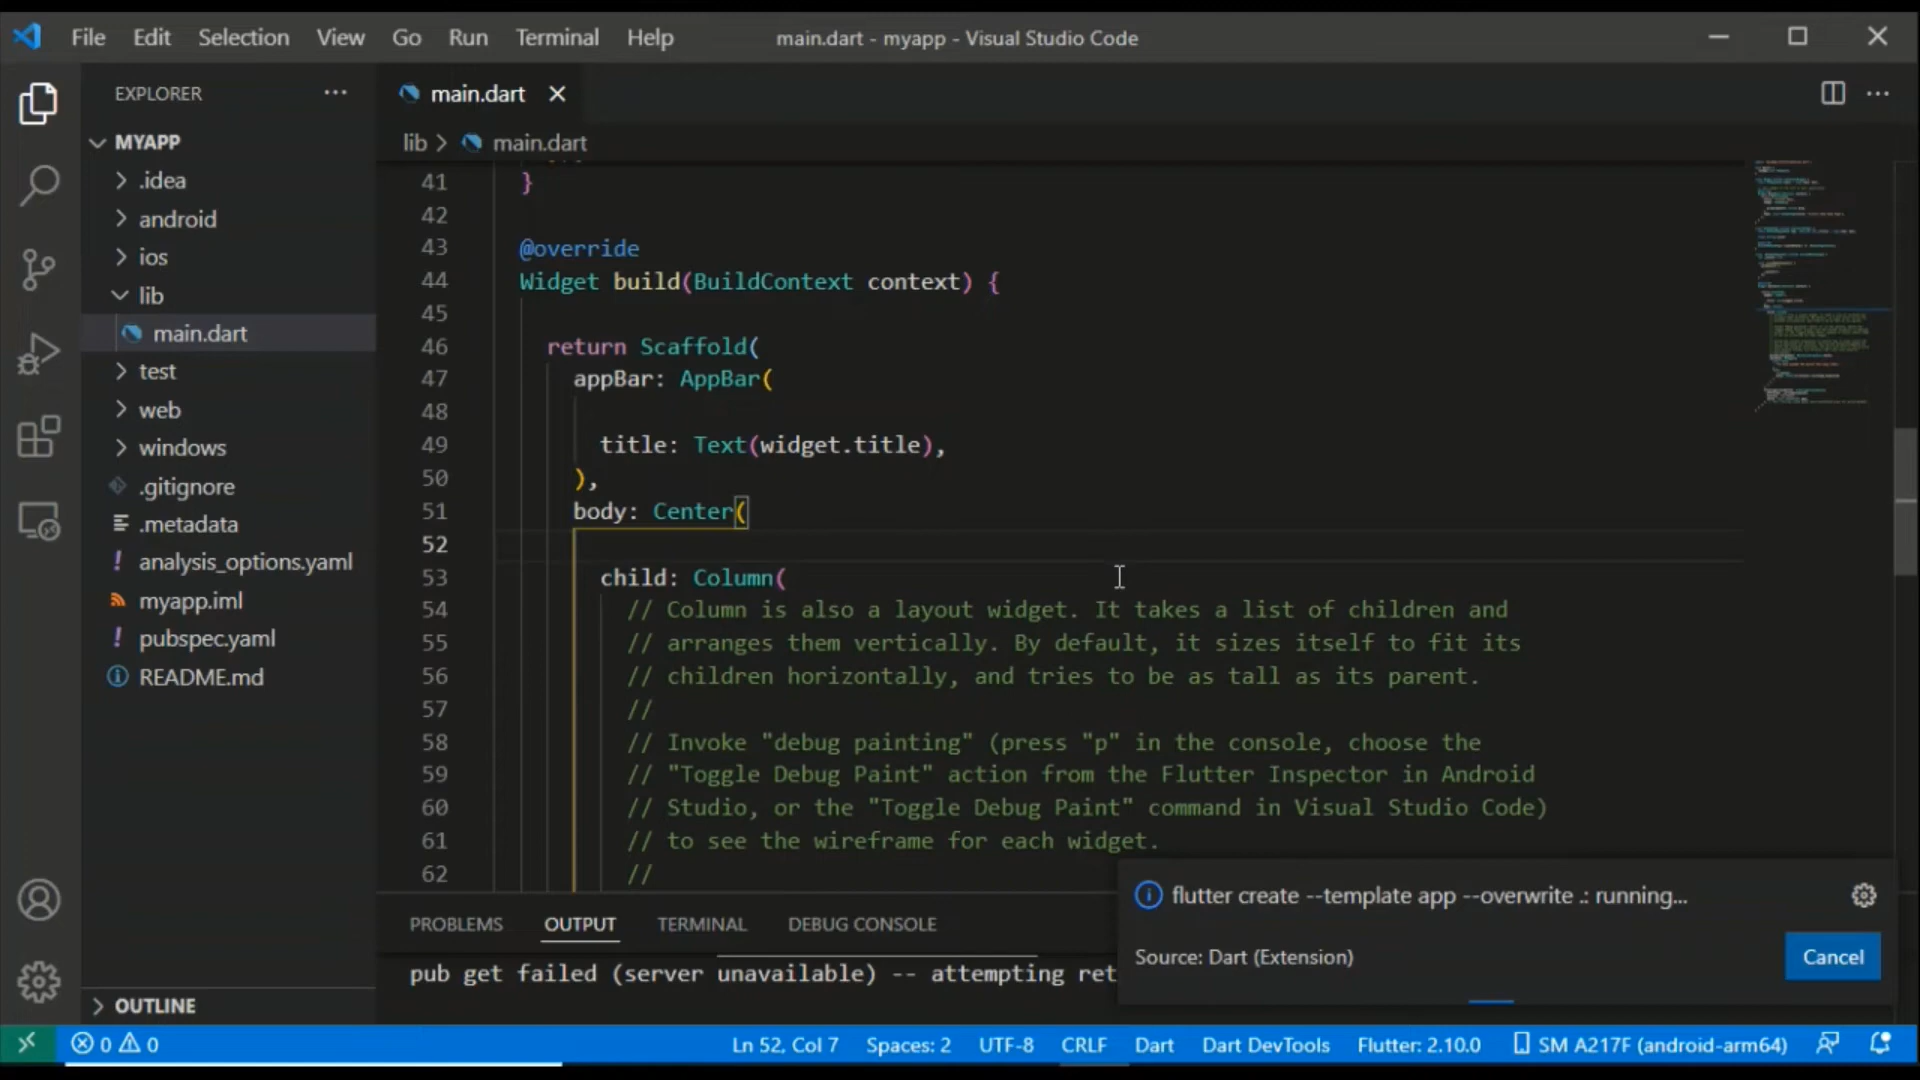 File Edit Selection View Go Run Terminal Help
main.dart - myapp - Visual Studio Code
EXPLORER
MYAPP
.idea
android
ios
lib
main.dart
test
web
windows
.gitignore
.metadata
analysis_options.yaml
myapp.iml
pubspec.yaml
README.md
OUTLINE
main.dart
lib > main.dart
41 }
42
43 @override
44 Widget build(BuildContext context) {
45
46 return Scaffold(
47 appBar: AppBar(
48
49 title: Text(widget.title),
50 ),
51 body: Center(
52
53 child: Column(
54 // Column is also a layout widget. It takes a list of children and
55 // arranges them vertically. By default, it sizes itself to fit its
56 // children horizontally, and tries to be as tall as its parent.
57 //
58 // Invoke "debug painting" (press "p" in the console, choose the
59 // "Toggle Debug Paint" action from the Flutter Inspector in Android
60 // Studio, or the "Toggle Debug Paint" command in Visual Studio Code)
61 // to see the wireframe for each widget.
62 //
PROBLEMS OUTPUT TERMINAL DEBUG CONSOLE
pub get failed (server unavailable) -- attempting ret
flutter create --template app --overwrite .: running...
Source: Dart (Extension)
Cancel
0 0 Ln 52, Col 7 Spaces: 2 UTF-8 CRLF Dart Dart DevTools Flutter: 2.10.0 SM A217F (android-arm64)